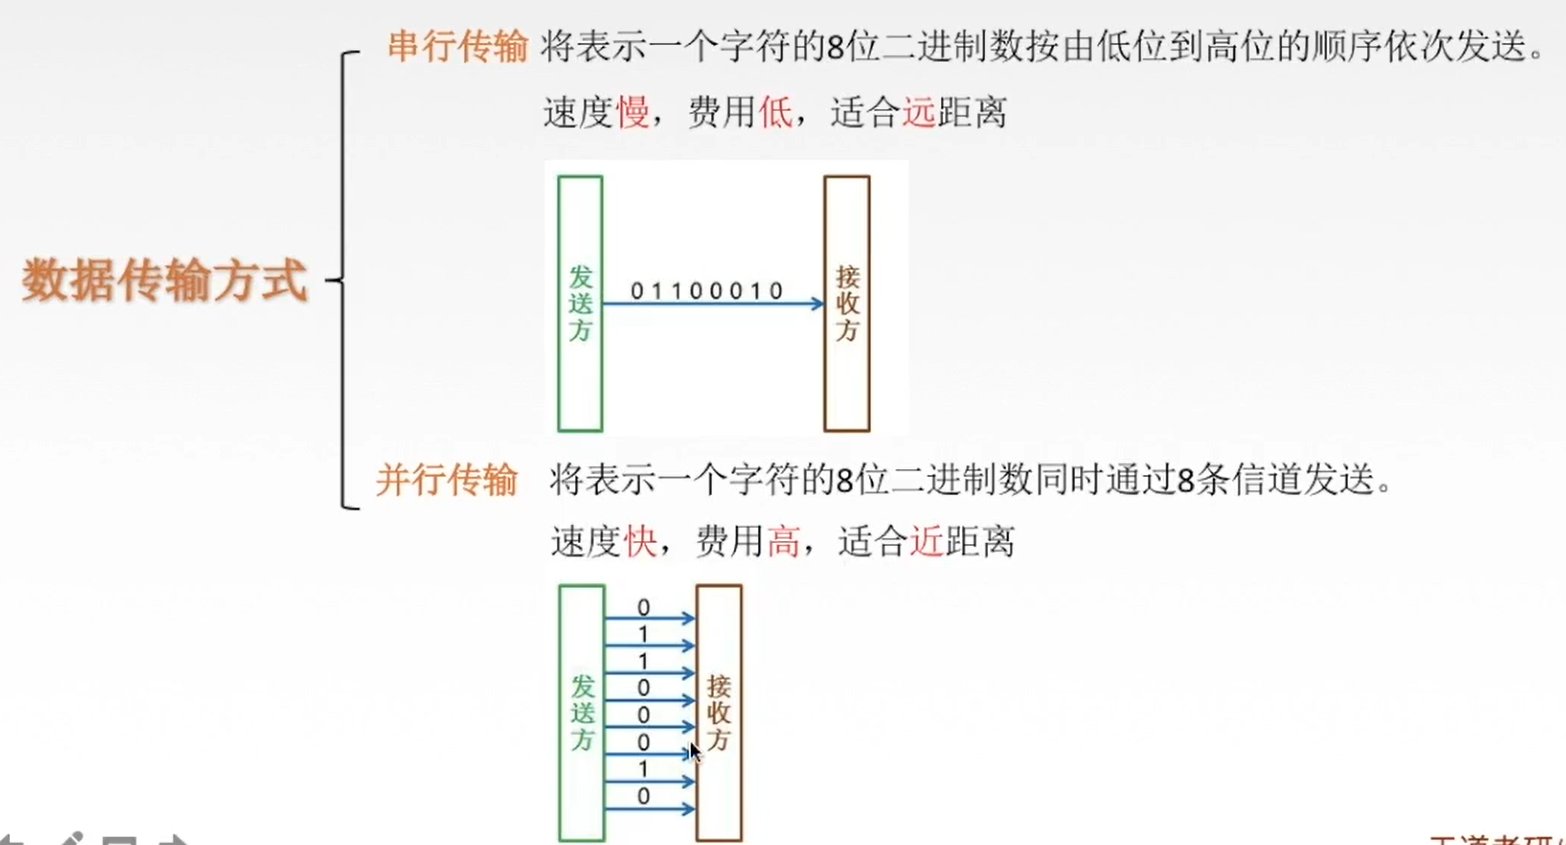 串行传输 将表示一个字符的8位二进制数按由低位到高位的顺序依次发送。
速度慢，费用低，适合远距离
数据传输方式
发送方
01100010
接收方
并行传输 将表示一个字符的8位二进制数同时通过8条信道发送。
速度快，费用高，适合近距离
发送方
0
1
1
0
0
0
1
0
接收方